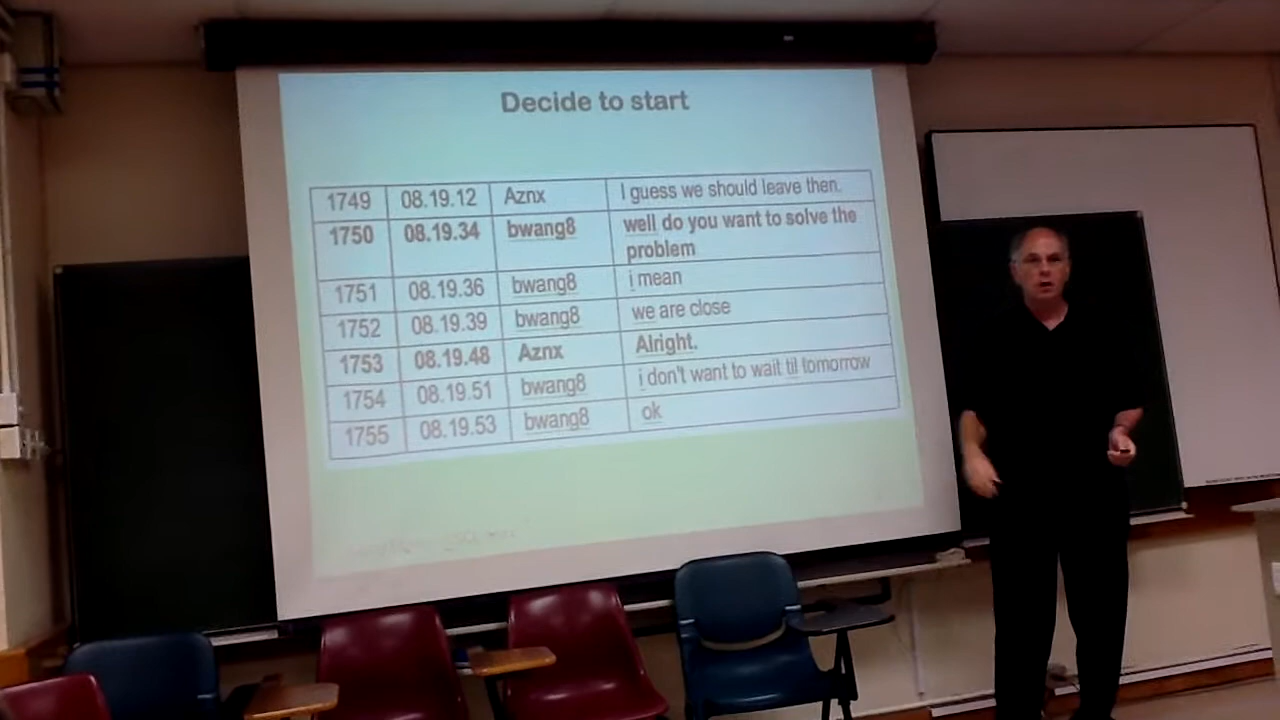 Decide to start
1749 08.19.12 Aznx I guess we should leave then.
1750 08.19.34 bwang8 well do you want to solve the
problem
1751 08.19.36 bwang8 i mean
1752 08.19.39 bwang8 we are close
1753 08.19.48 Aznx Alright.
1754 08.19.51 bwang8 i don't want to wait til tomorrow
1755 08.19.53 bwang8 ok